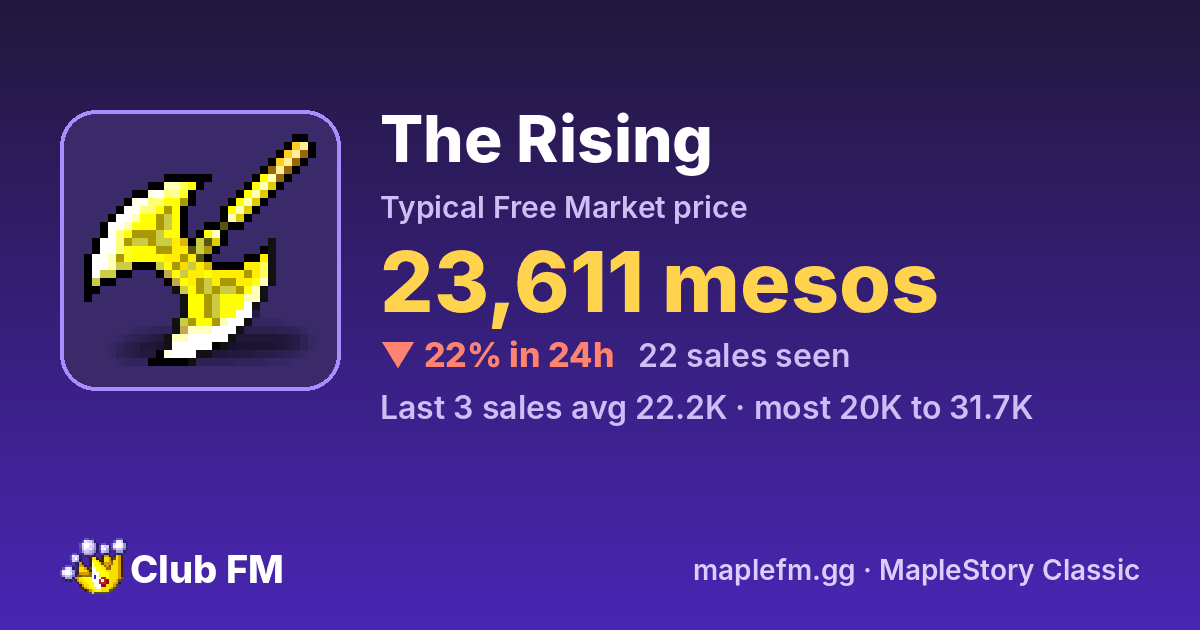 The Rising
Typical Free Market price
23,611 mesos
▼ 22% in 24h 22 sales seen
Last 3 sales avg 22.2K · most 20K to 31.7K
Club FM
maplefm.gg · MapleStory Classic